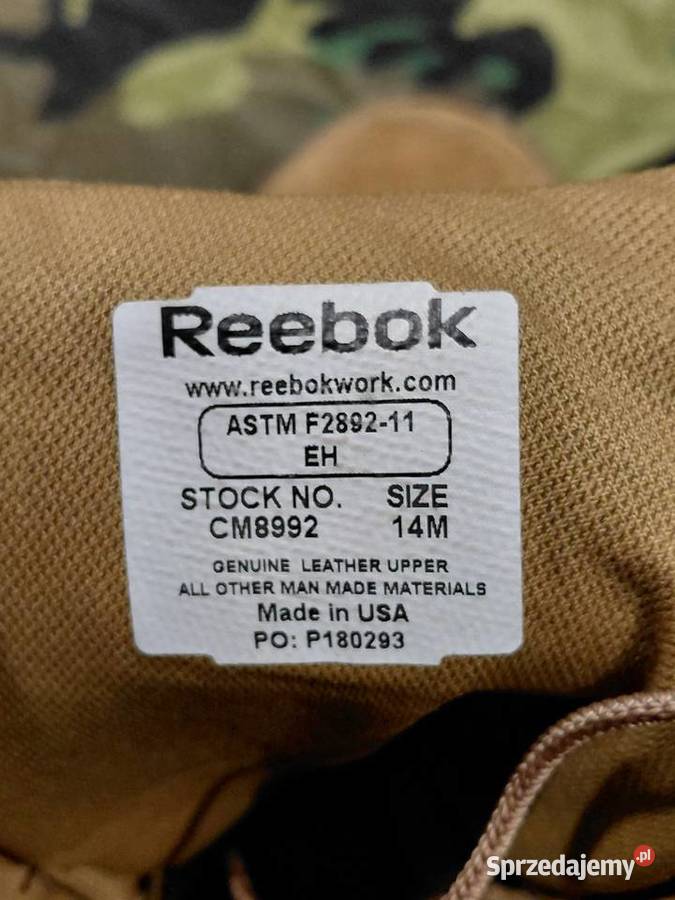 Reebok
www.reebokwork.com
ASTM F2892-11
EH
STOCK NO. SIZE
CM8992 14M
GENUINE LEATHER UPPER
ALL OTHER MAN MADE MATERIALS
Made in USA
PO: P180293
Sprzedajemy.pl